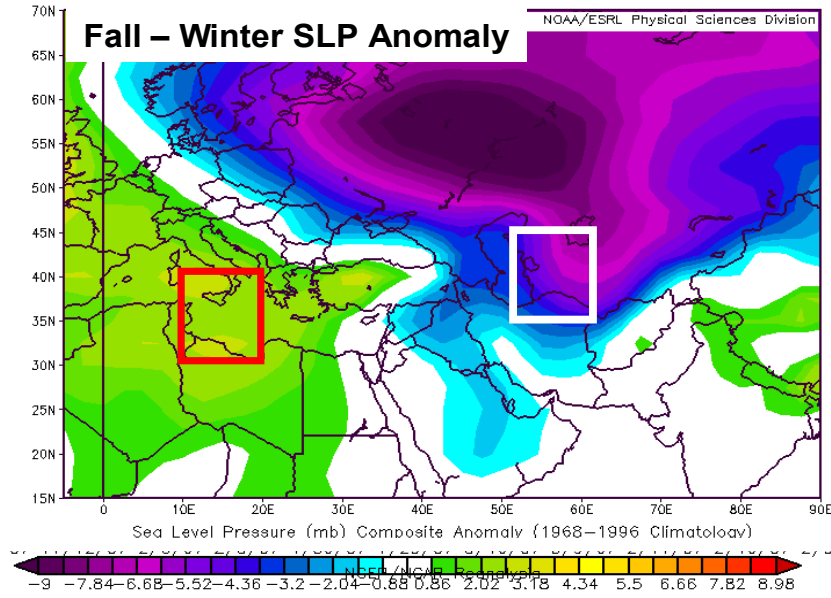 NOAA/ESRL Physical Sciences Division
Fall – Winter SLP Anomaly
70N
65N
60N
55N
50N
45N
40N
35N
30N
25N
20N
15N
0 10E 20E 30E 40E 50E 60E 70E 80E 90E
Sea Level Pressure (mb) Composite Anomaly (1968-1996 Climatology)
NCEP/NCAR Reanalysis
-9 -7.84 -6.68 -5.52 -4.36 -3.2 -2.04 -0.88 0.86 2.02 3.18 4.34 5.5 6.66 7.82 8.98